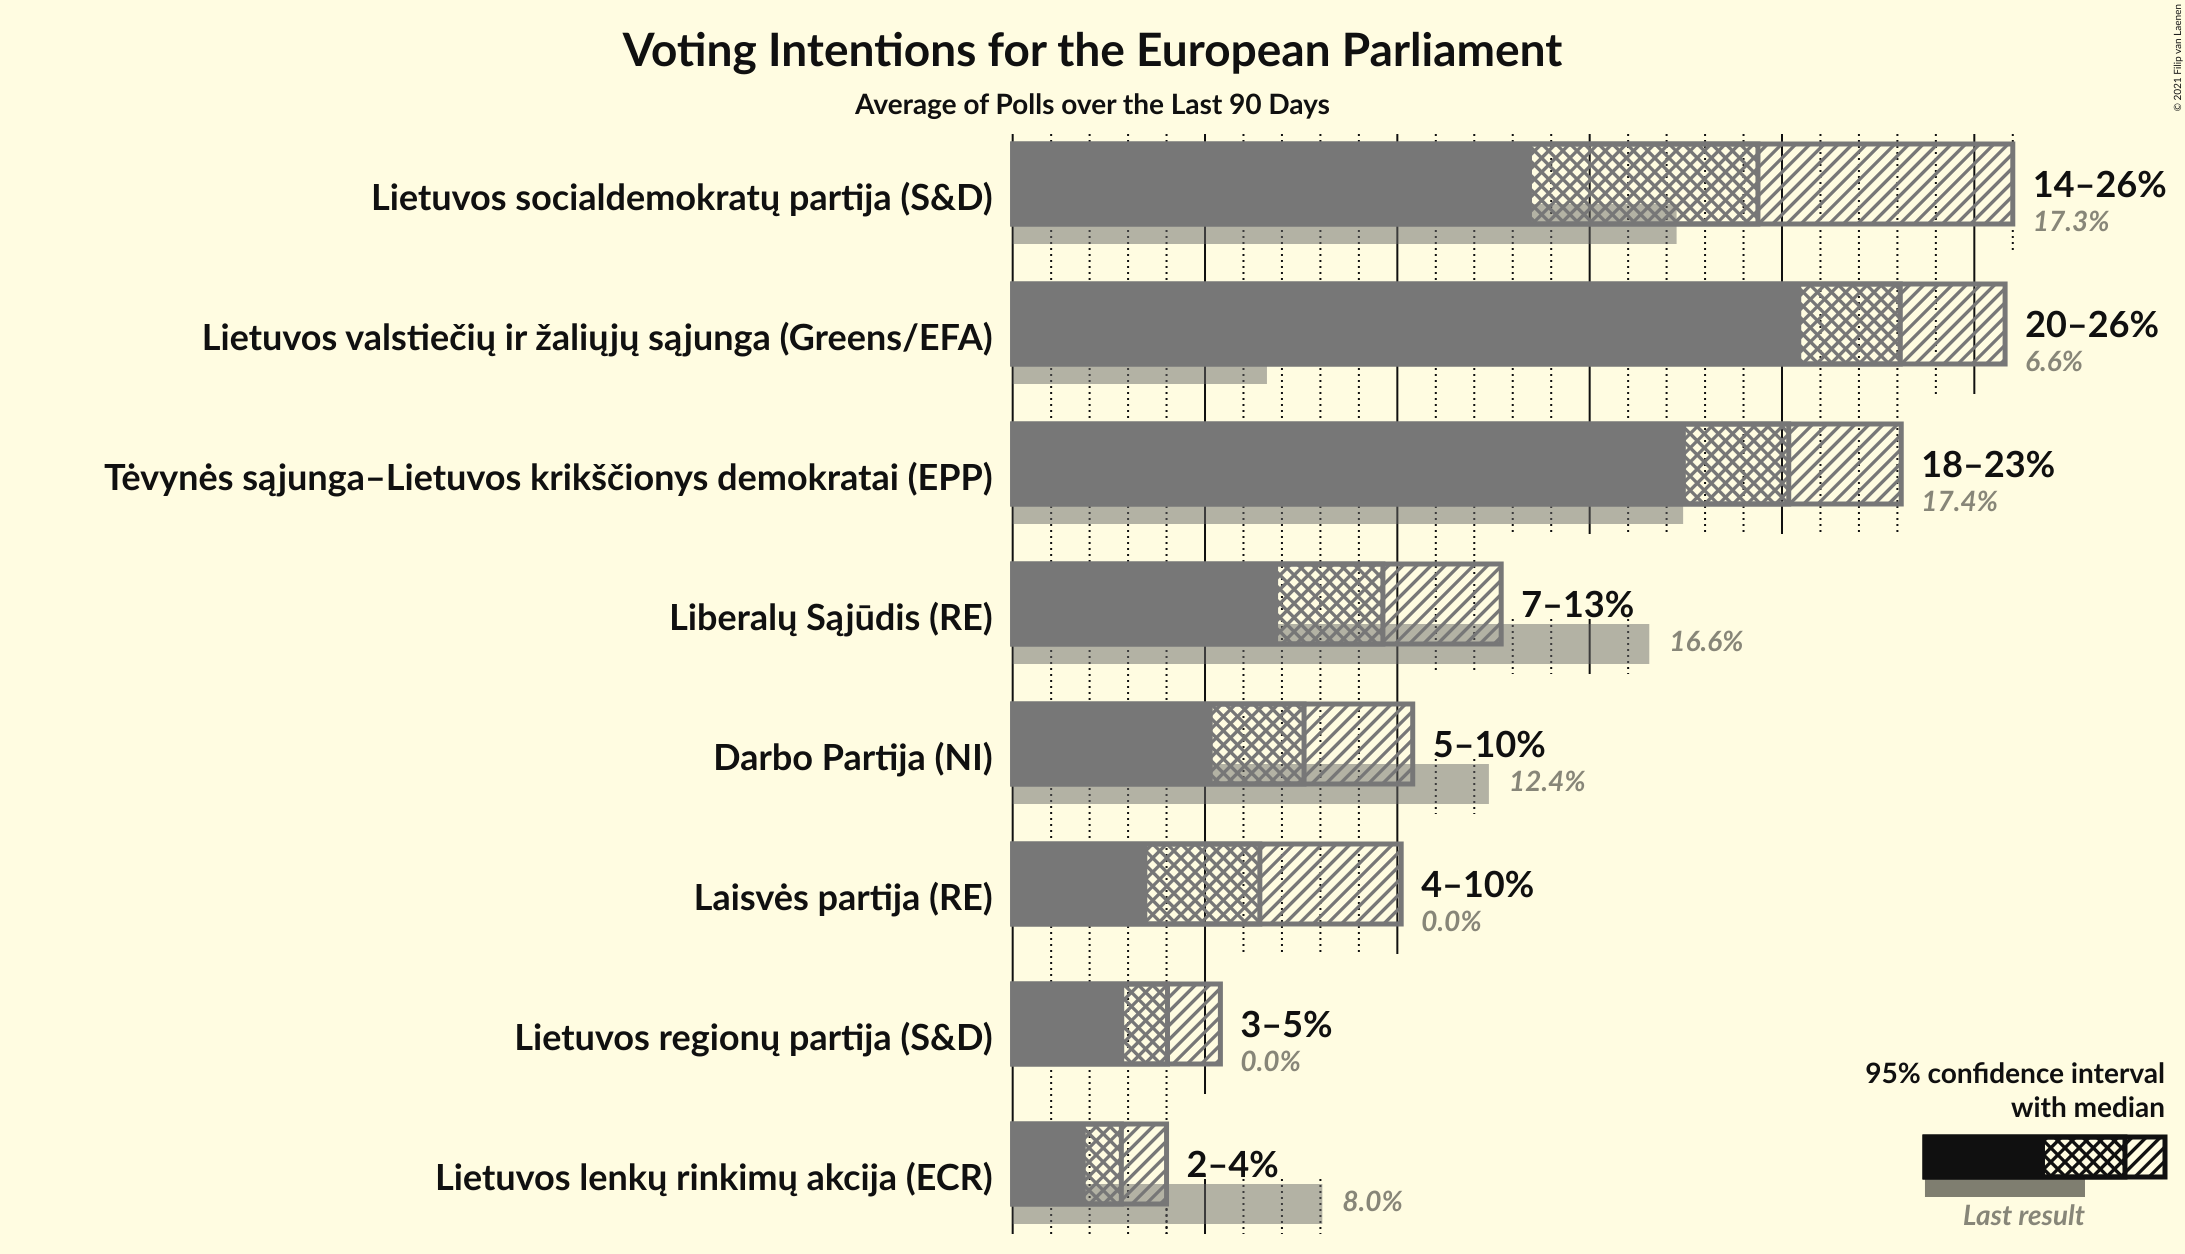 Voting Intentions for the European Parliament
Average of Polls over the Last 90 Days
© 2021 Filip van Laenen
Lietuvos socialdemokratų partija (S&D)
14–26%
17.3%
Lietuvos valstiečių ir žaliųjų sąjunga (Greens/EFA)
20–26%
6.6%
Tėvynės sąjunga–Lietuvos krikščionys demokratai (EPP)
18–23%
17.4%
Liberalų Sąjūdis (RE)
7–13%
16.6%
Darbo Partija (NI)
5–10%
12.4%
Laisvės partija (RE)
4–10%
0.0%
Lietuvos regionų partija (S&D)
3–5%
0.0%
Lietuvos lenkų rinkimų akcija (ECR)
2–4%
8.0%
95% confidence interval
with median
Last result